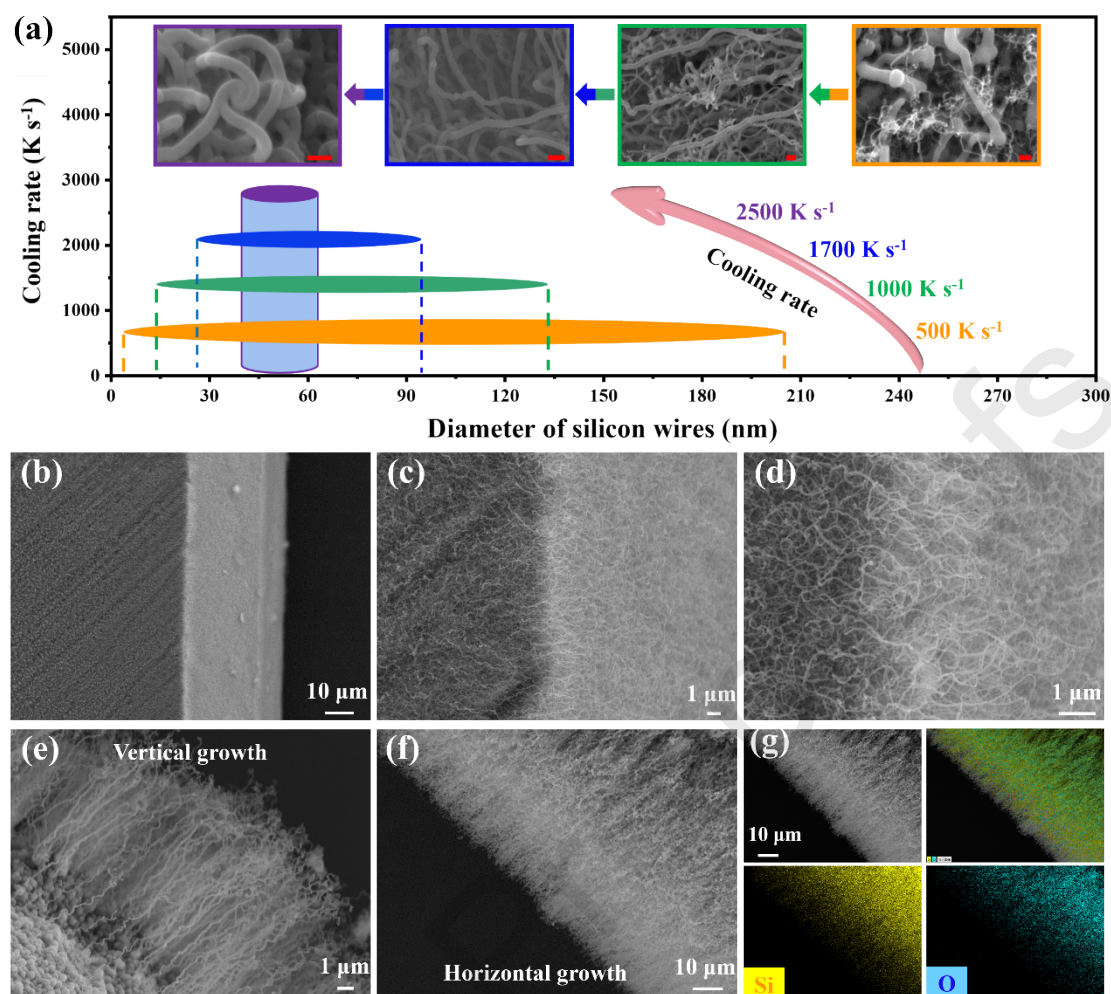 (a)
5000
4000
3000
2000
1000
0
Cooling rate (K s⁻¹)
2500 K s⁻¹
1700 K s⁻¹
1000 K s⁻¹
500 K s⁻¹
Cooling rate
0 30 60 90 120 150 180 210 240 270 300
Diameter of silicon wires (nm)
(b)
10 μm
(c)
1 μm
(d)
1 μm
(e)
Vertical growth
1 μm
(f)
Horizontal growth
10 μm
(g)
10 μm
Si
O